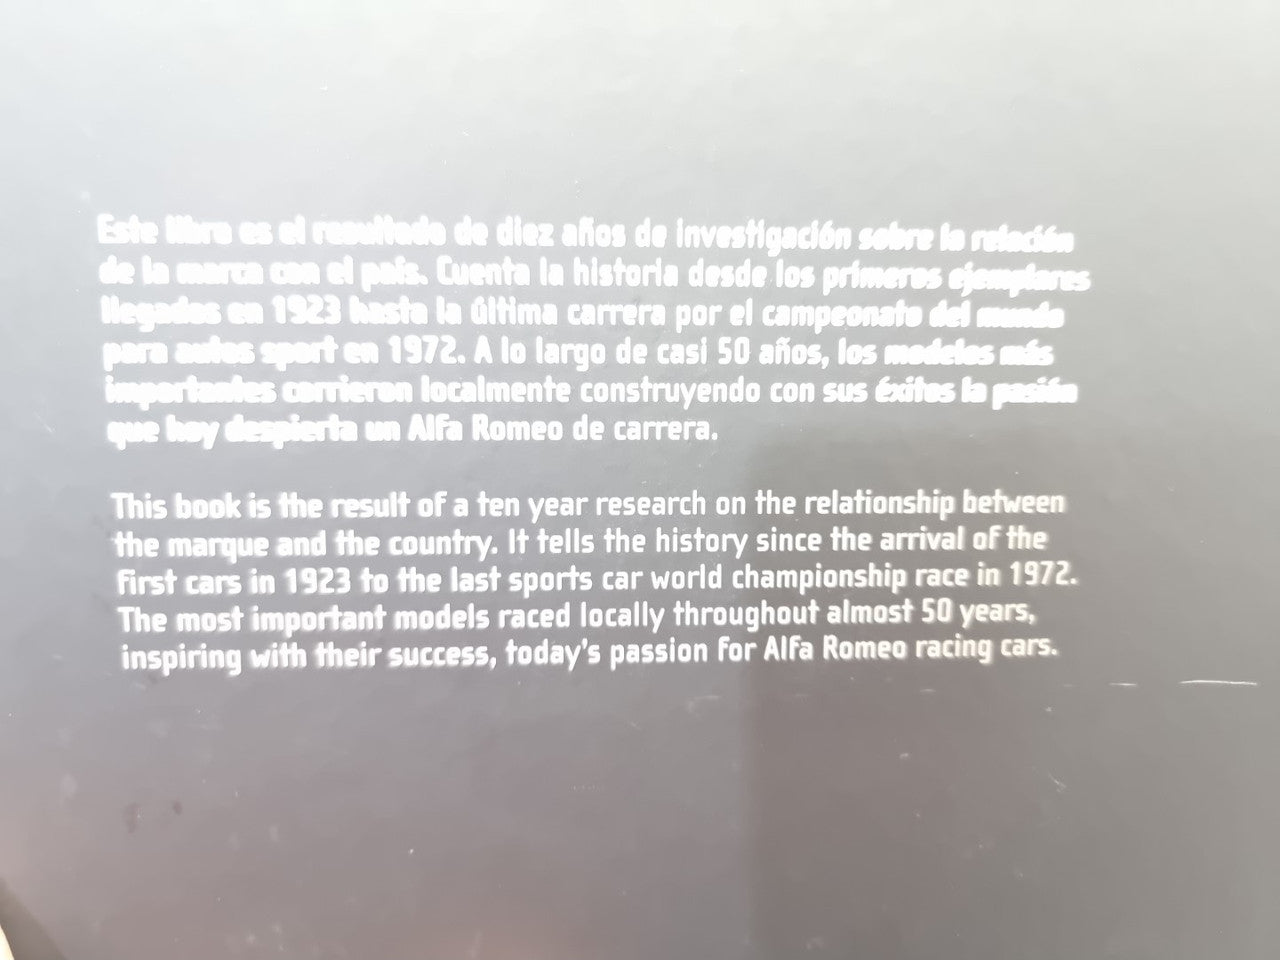 Este libro es el resultado de diez años de investigación sobre la relación
de la marca con el país. Cuenta la historia desde los primeros ejemplares
llegados en 1923 hasta la última carrera por el campeonato del mundo
para autos sport en 1972. A lo largo de casi 50 años, los modelos más
importantes corrieron localmente construyendo con sus éxitos la pasión
que hoy despierta un Alfa Romeo de carrera.
This book is the result of a ten year research on the relationship between
the marque and the country. It tells the history since the arrival of the
first cars in 1923 to the last sports car world championship race in 1972.
The most important models raced locally throughout almost 50 years,
inspiring with their success, today's passion for Alfa Romeo racing cars.